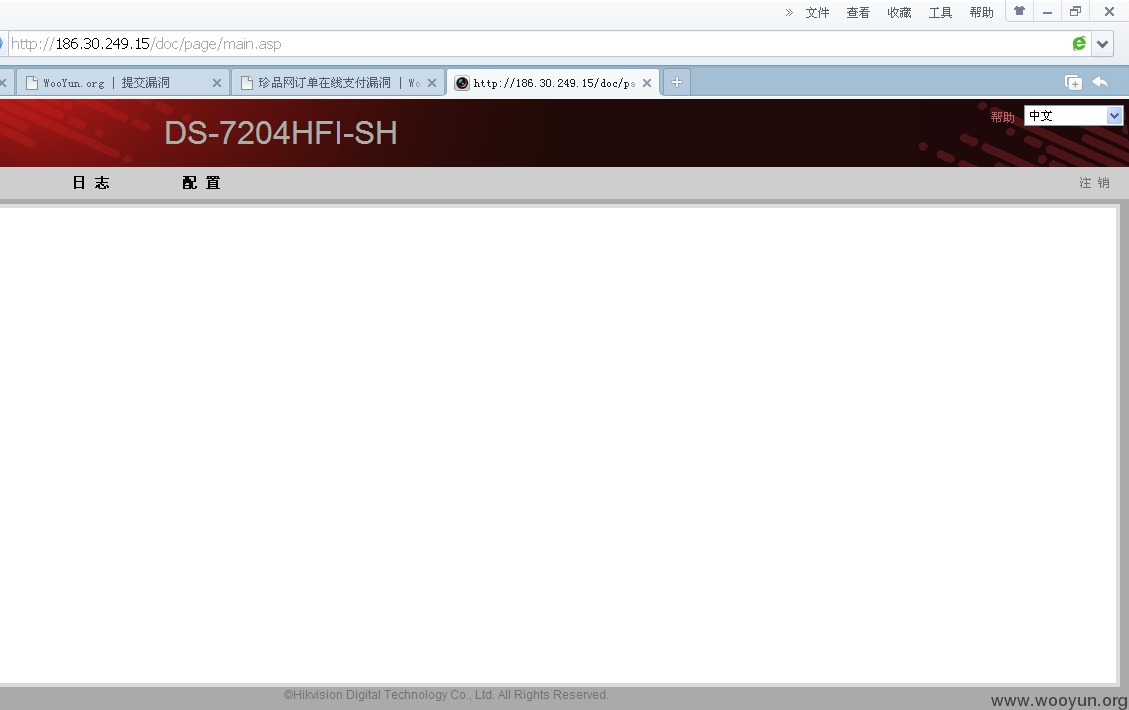 » 文件 查看 收藏 工具 帮助
http://186.30.249.15/doc/page/main.asp
WooYun.org | 提交漏洞 珍品网订单在线支付漏洞 | Wo http://186.30.249.15/doc/pa
DS-7204HFI-SH
帮助 中文
日 志 配 置 注 销
©Hikvision Digital Technology Co., Ltd. All Rights Reserved.
www.wooyun.org